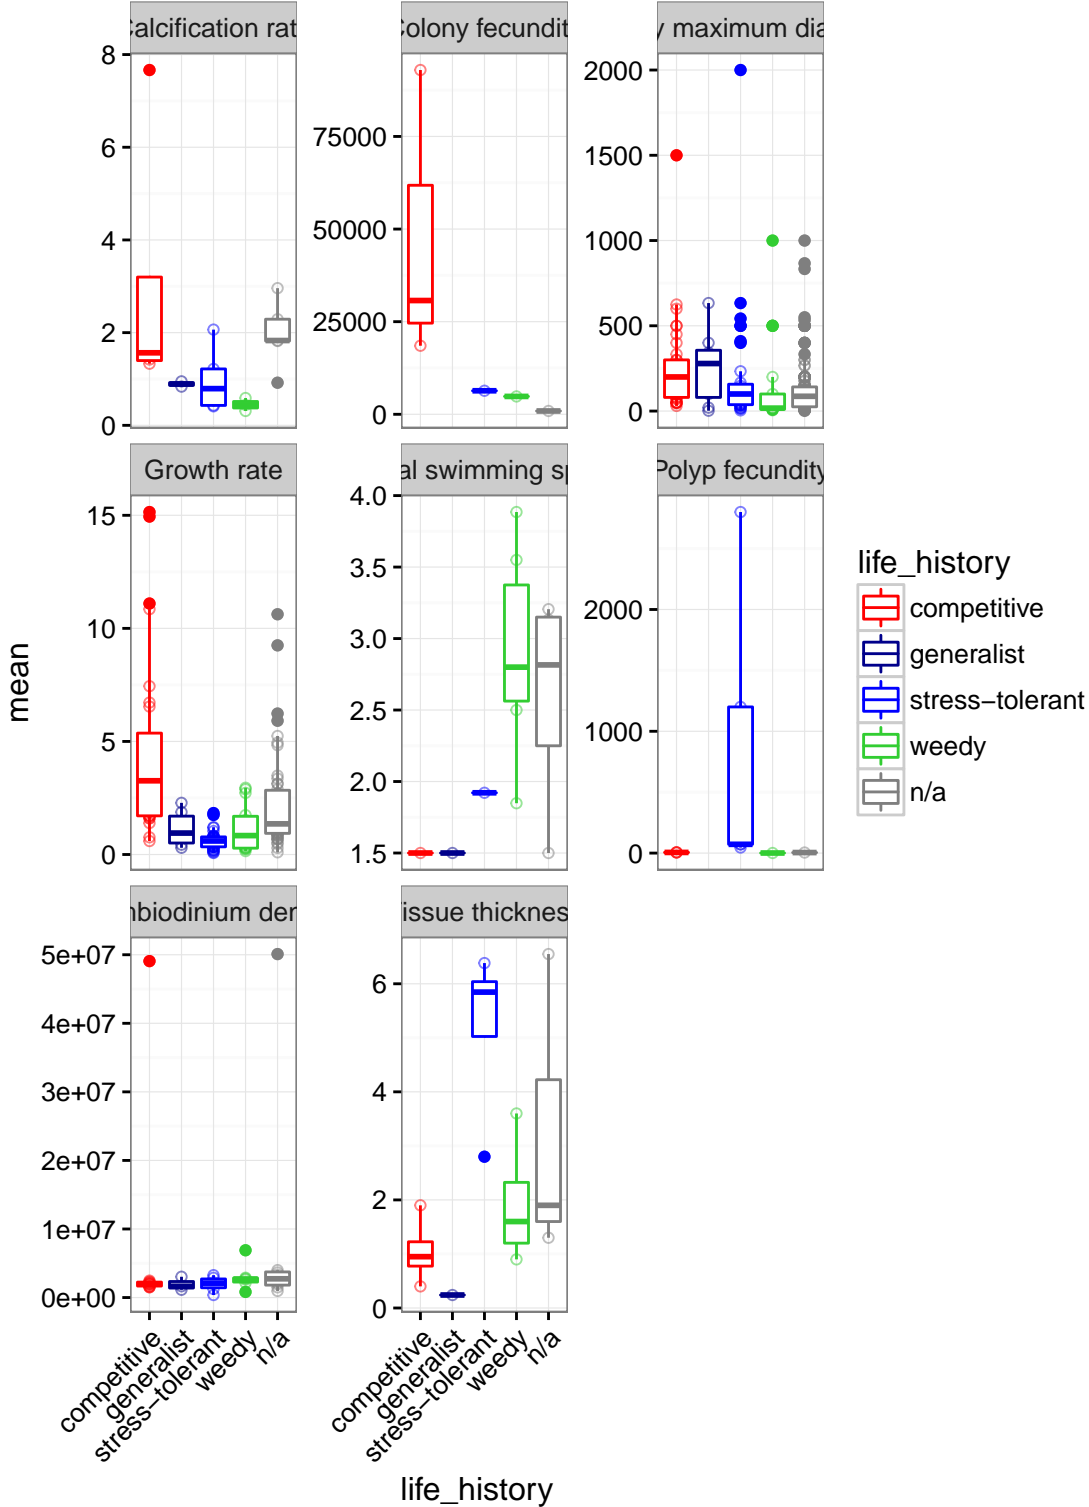 Calcification rat
Colony fecundit
y maximum dia
8
6
4
2
0
75000
50000
25000
0
2000
1500
1000
500
0
Growth rate
al swimming sp
Polyp fecundity
15
10
5
0
4.0
3.5
3.0
2.5
2.0
1.5
2000
1000
0
mbiodinium den
issue thicknes
5e+07
4e+07
3e+07
2e+07
1e+07
0e+00
6
4
2
0
competitive
generalist
stress-tolerant
weedy
n/a
competitive
generalist
stress-tolerant
weedy
n/a
mean
life_history
life_history
competitive
generalist
stress-tolerant
weedy
n/a